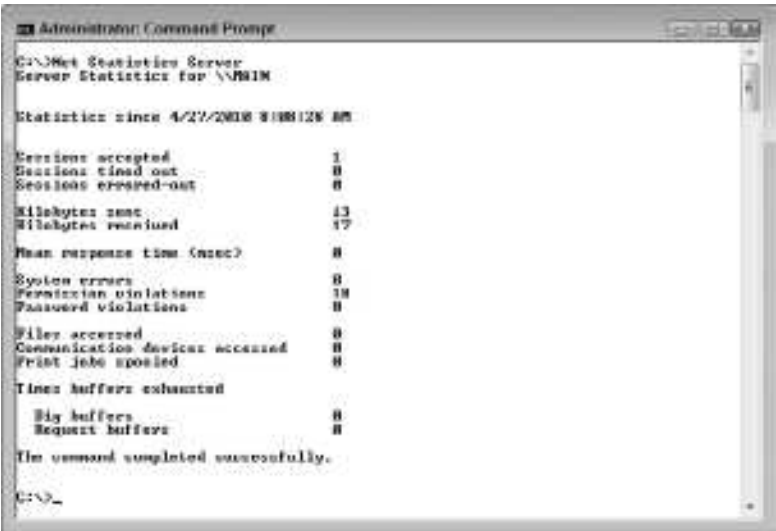 Administrator: Command Prompt
C:\>Net Statistics Server
Server Statistics for \\MAIN
Statistics since 4/27/2010 8:08:26 AM
Sessions accepted 1
Sessions timed out 0
Sessions errored-out 0
Kilobytes sent 13
Kilobytes received 17
Mean response time (msec) 0
System errors 0
Permission violations 10
Password violations 0
Files accessed 0
Communication devices accessed 0
Print jobs spooled 0
Times buffers exhausted
Big buffers 0
Request buffers 0
The command completed successfully.
C:\>_